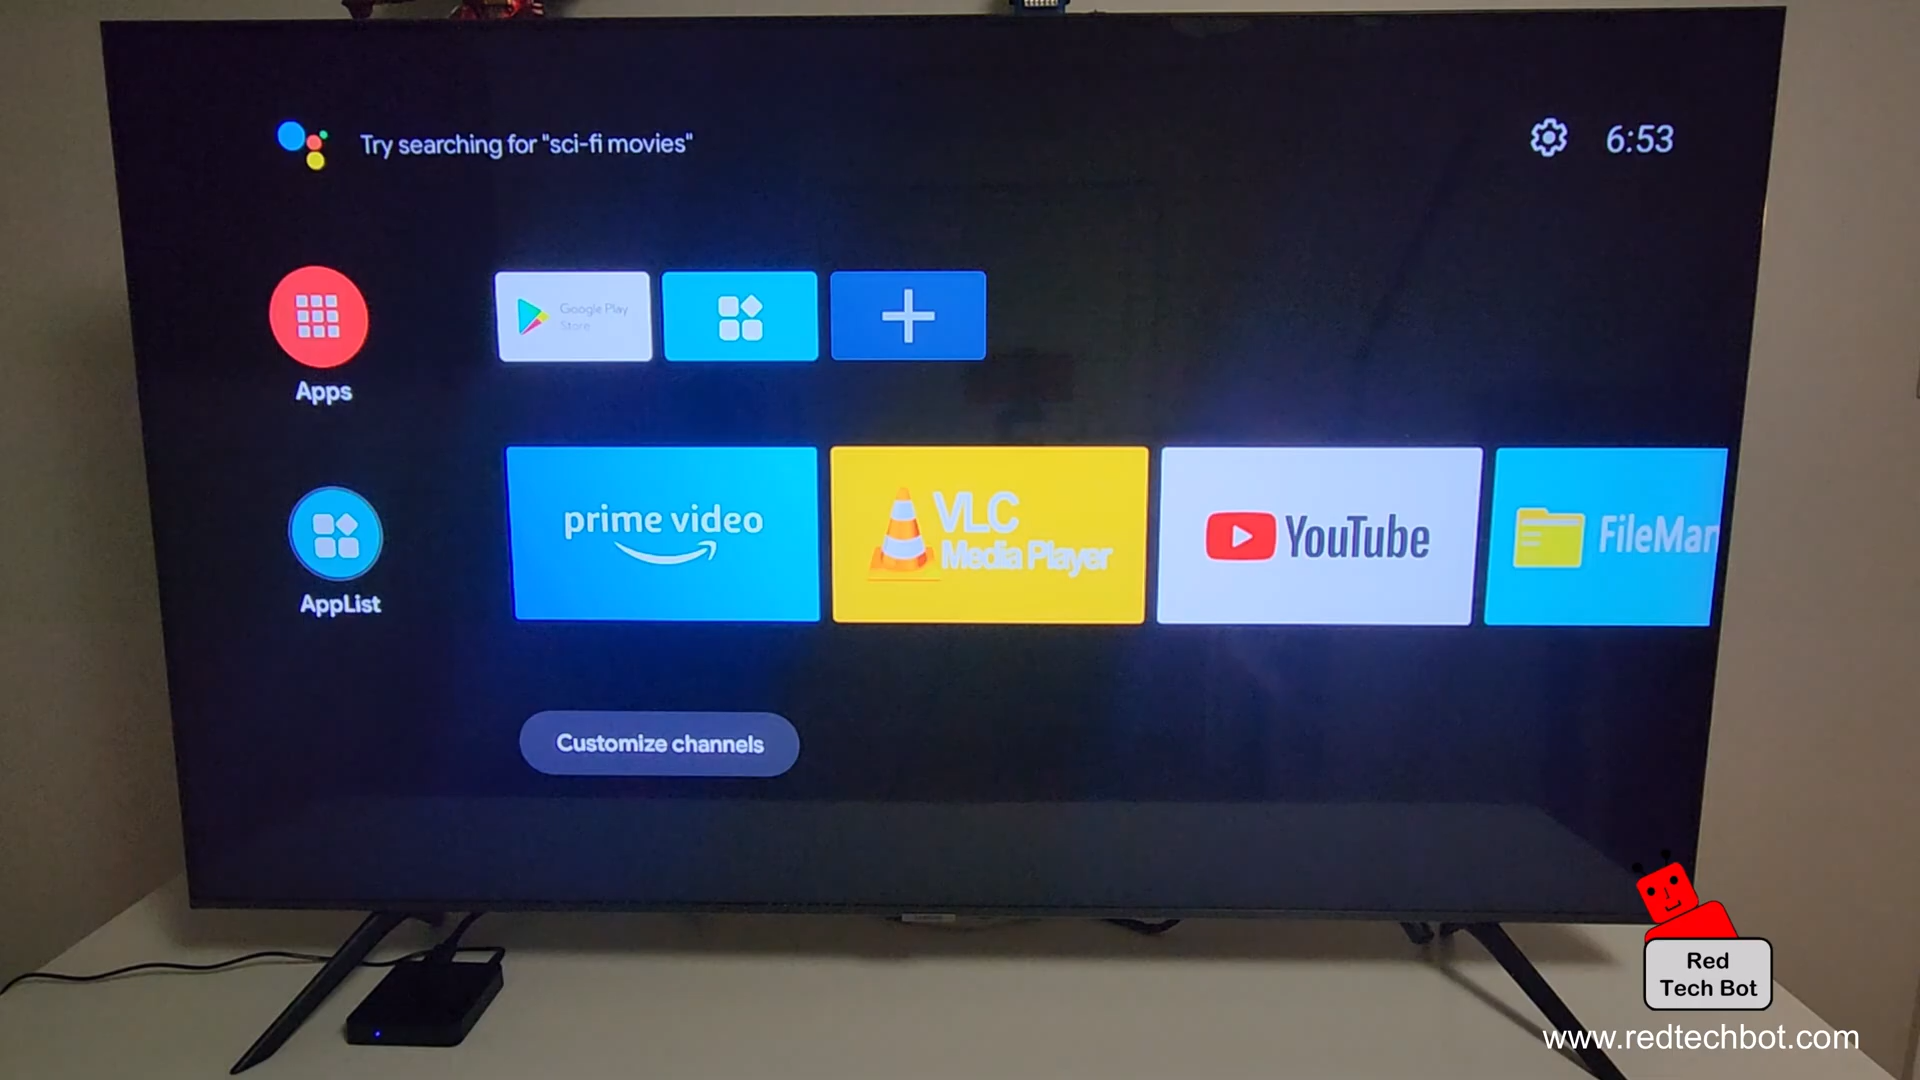 Try searching for "sci-fi movies"
6:53
Google Play
Store
Apps
prime video
VLC
Media Player
YouTube
FileMan
AppList
Customize channels
Red
Tech Bot
www.redtechbot.com